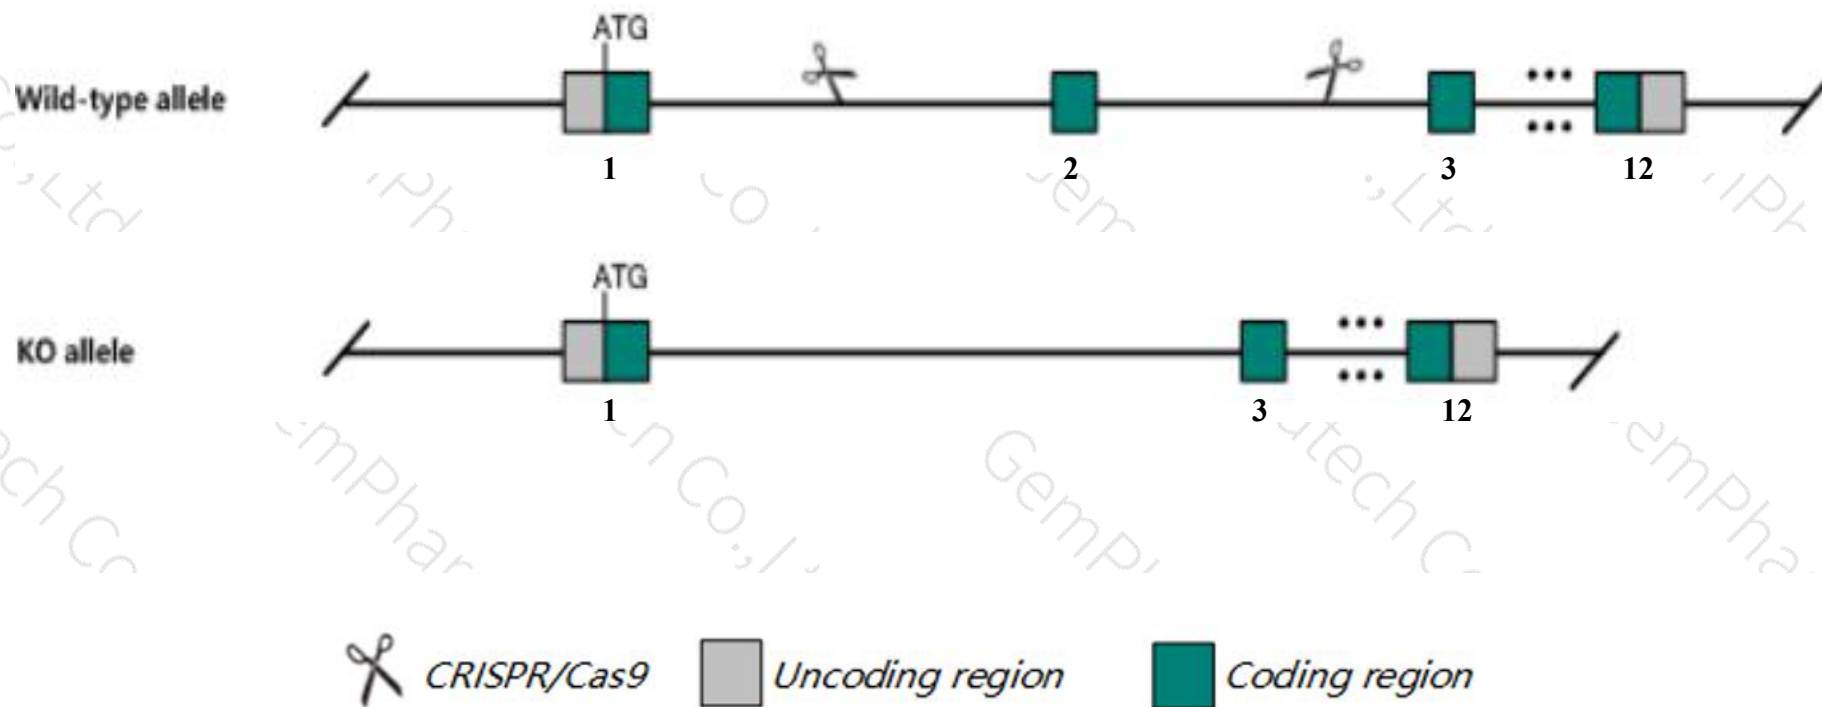 ATG
Wild-type allele
1 2 3 12
ATG
KO allele
1 3 12
CRISPR/Cas9 Uncoding region Coding region